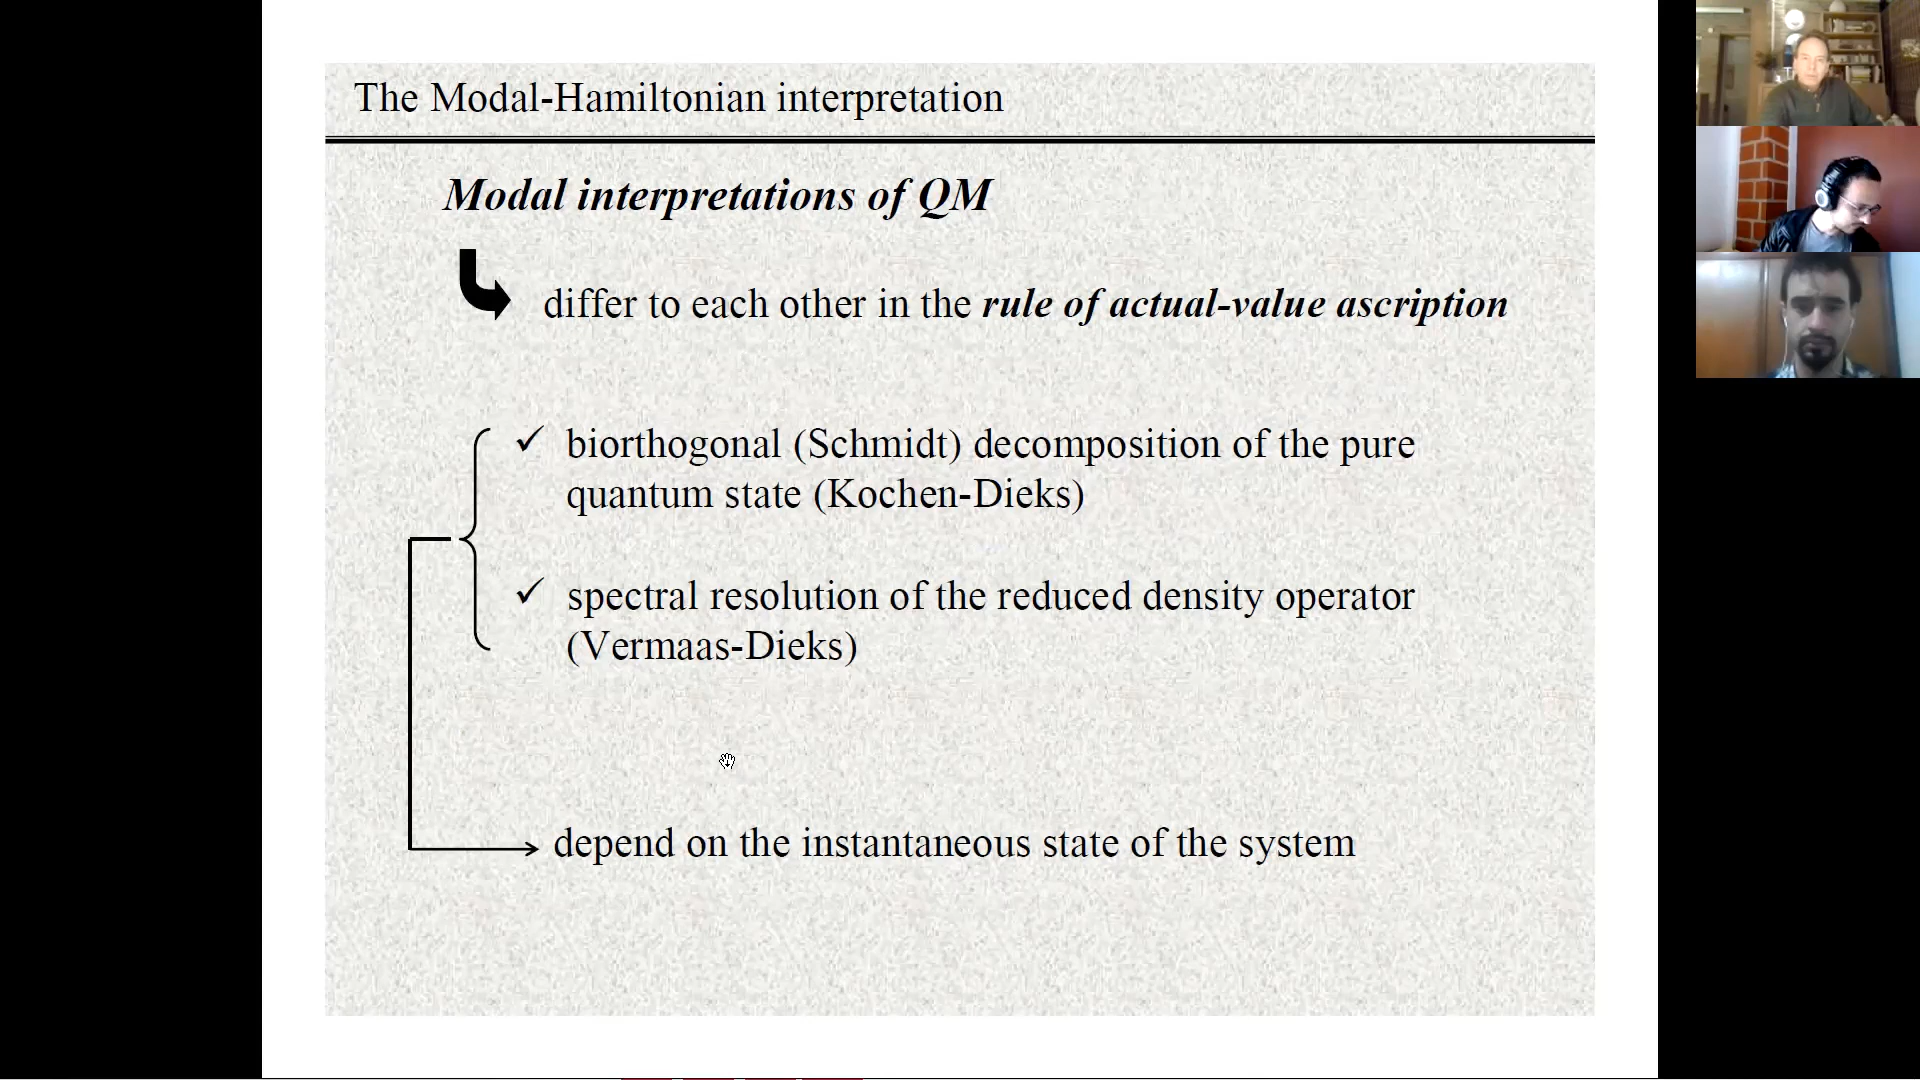 The Modal-Hamiltonian interpretation
Modal interpretations of QM
differ to each other in the rule of actual-value ascription
✓ biorthogonal (Schmidt) decomposition of the pure
quantum state (Kochen-Dieks)
✓ spectral resolution of the reduced density operator
(Vermaas-Dieks)
depend on the instantaneous state of the system